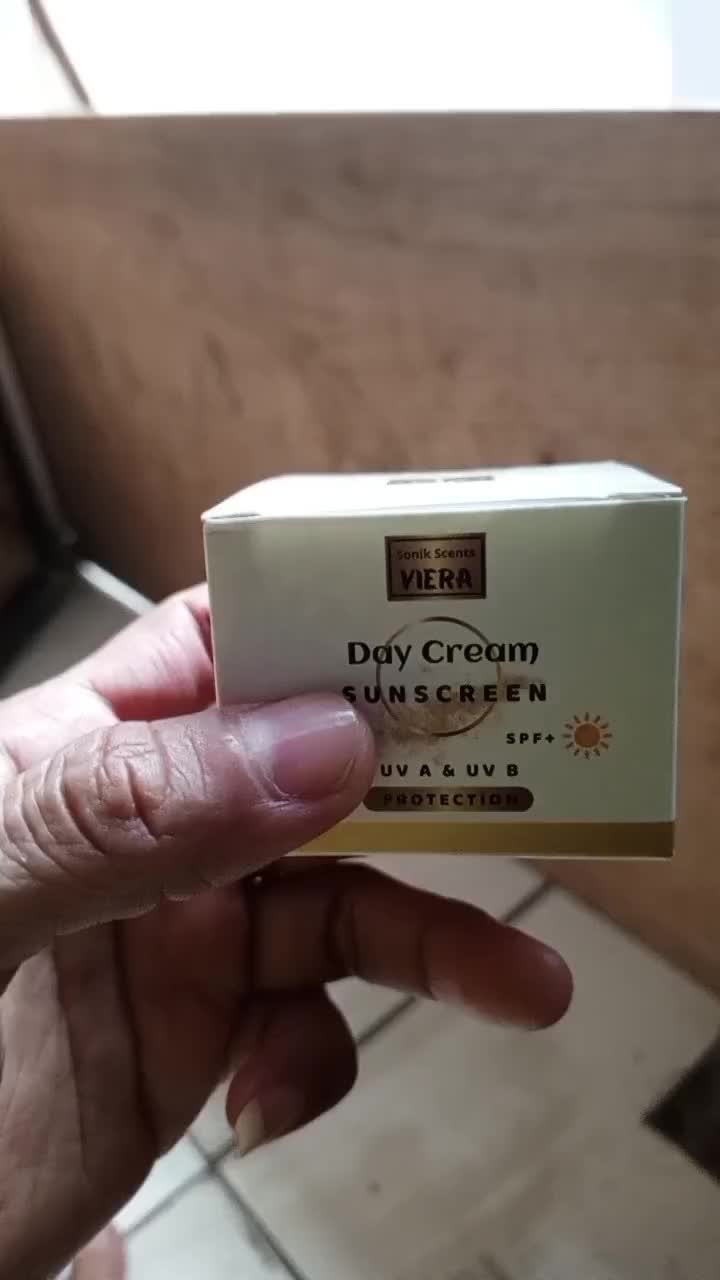 Sonik Scents
VIERA
Day Cream
SUNSCREEN
SPF+
UV A & UV B
PROTECTION